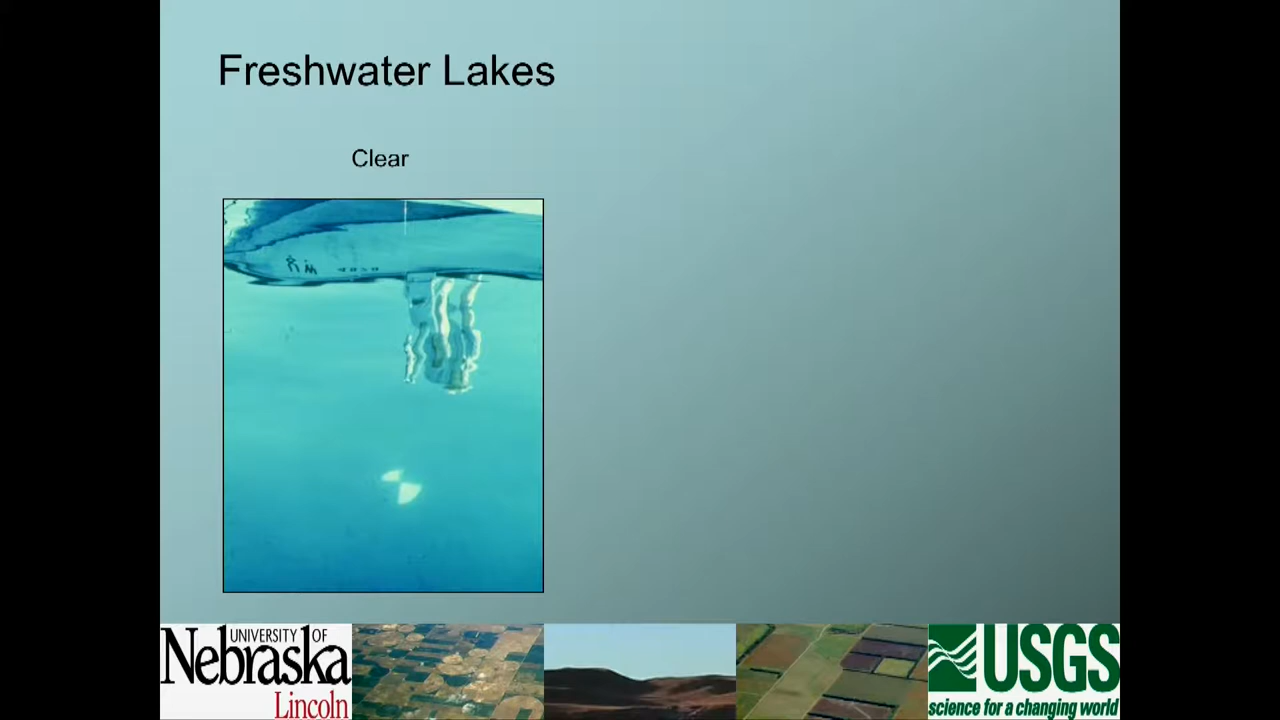 Freshwater Lakes
Clear
UNIVERSITY OF
Nebraska
Lincoln
USGS
science for a changing world